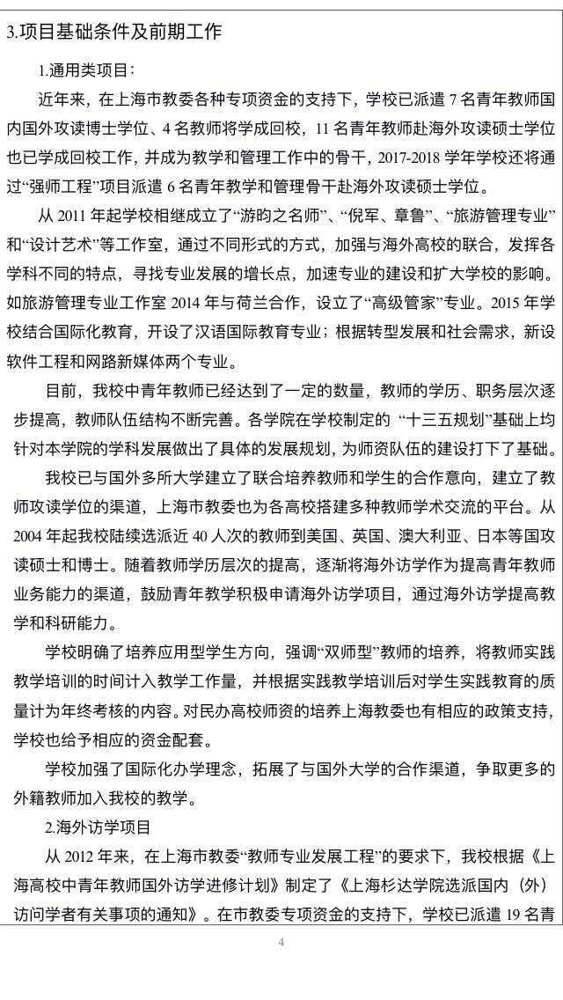 3.项目基础条件及前期工作
1.通用类项目：
近年来，在上海市教委各种专项资金的支持下，学校已派遣 7 名青年教师国
内国外攻读博士学位、4 名教师将学成回校，11 名青年教师赴海外攻读硕士学位
也已学成回校工作，并成为教学和管理工作中的骨干，2017-2018 学年学校还将通
过“强师工程”项目派遣 6 名青年教学和管理骨干赴海外攻读硕士学位。
从 2011 年起学校相继成立了“游昀之名师”、“倪军、章鲁”、“旅游管理专业”
和“设计艺术”等工作室，通过不同形式的方式，加强与海外高校的联合，发挥各
学科不同的特点，寻找专业发展的增长点，加速专业的建设和扩大学校的影响。
如旅游管理专业工作室 2014 年与荷兰合作，设立了“高级管家”专业。2015 年学
校结合国际化教育，开设了汉语国际教育专业；根据转型发展和社会需求，新设
软件工程和网路新媒体两个专业。
目前，我校中青年教师已经达到了一定的数量，教师的学历、职务层次逐
步提高，教师队伍结构不断完善。各学院在学校制定的 “十三五规划”基础上均
针对本学院的学科发展做出了具体的发展规划，为师资队伍的建设打下了基础。
我校已与国外多所大学建立了联合培养教师和学生的合作意向，建立了教
师攻读学位的渠道，上海市教委也为各高校搭建多种教师学术交流的平台。从
2004 年起我校陆续选派近 40 人次的教师到美国、英国、澳大利亚、日本等国攻
读硕士和博士。随着教师学历层次的提高，逐渐将海外访学作为提高青年教师
业务能力的渠道，鼓励青年教学积极申请海外访学项目，通过海外访学提高教
学和科研能力。
学校明确了培养应用型学生方向，强调“双师型”教师的培养，将教师实践
教学培训的时间计入教学工作量，并根据实践教学培训后对学生实践教育的质
量计为年终考核的内容。对民办高校师资的培养上海教委也有相应的政策支持，
学校也给予相应的资金配套。
学校加强了国际化办学理念，拓展了与国外大学的合作渠道，争取更多的
外籍教师加入我校的教学。
2.海外访学项目
从 2012 年来，在上海市教委“教师专业发展工程”的要求下，我校根据《上
海高校中青年教师国外访学进修计划》制定了《上海杉达学院选派国内（外）
访问学者有关事项的通知》。在市教委专项资金的支持下，学校已派遣 19 名青
4